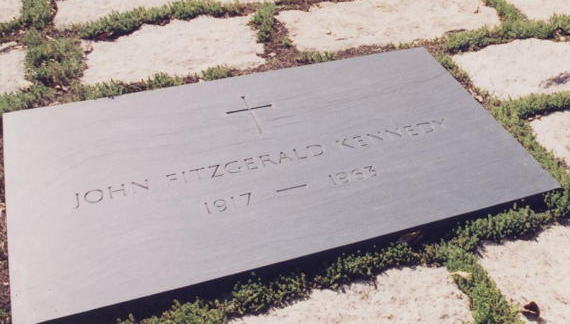 JOHN FITZGERALD KENNEDY
1917 — 1963